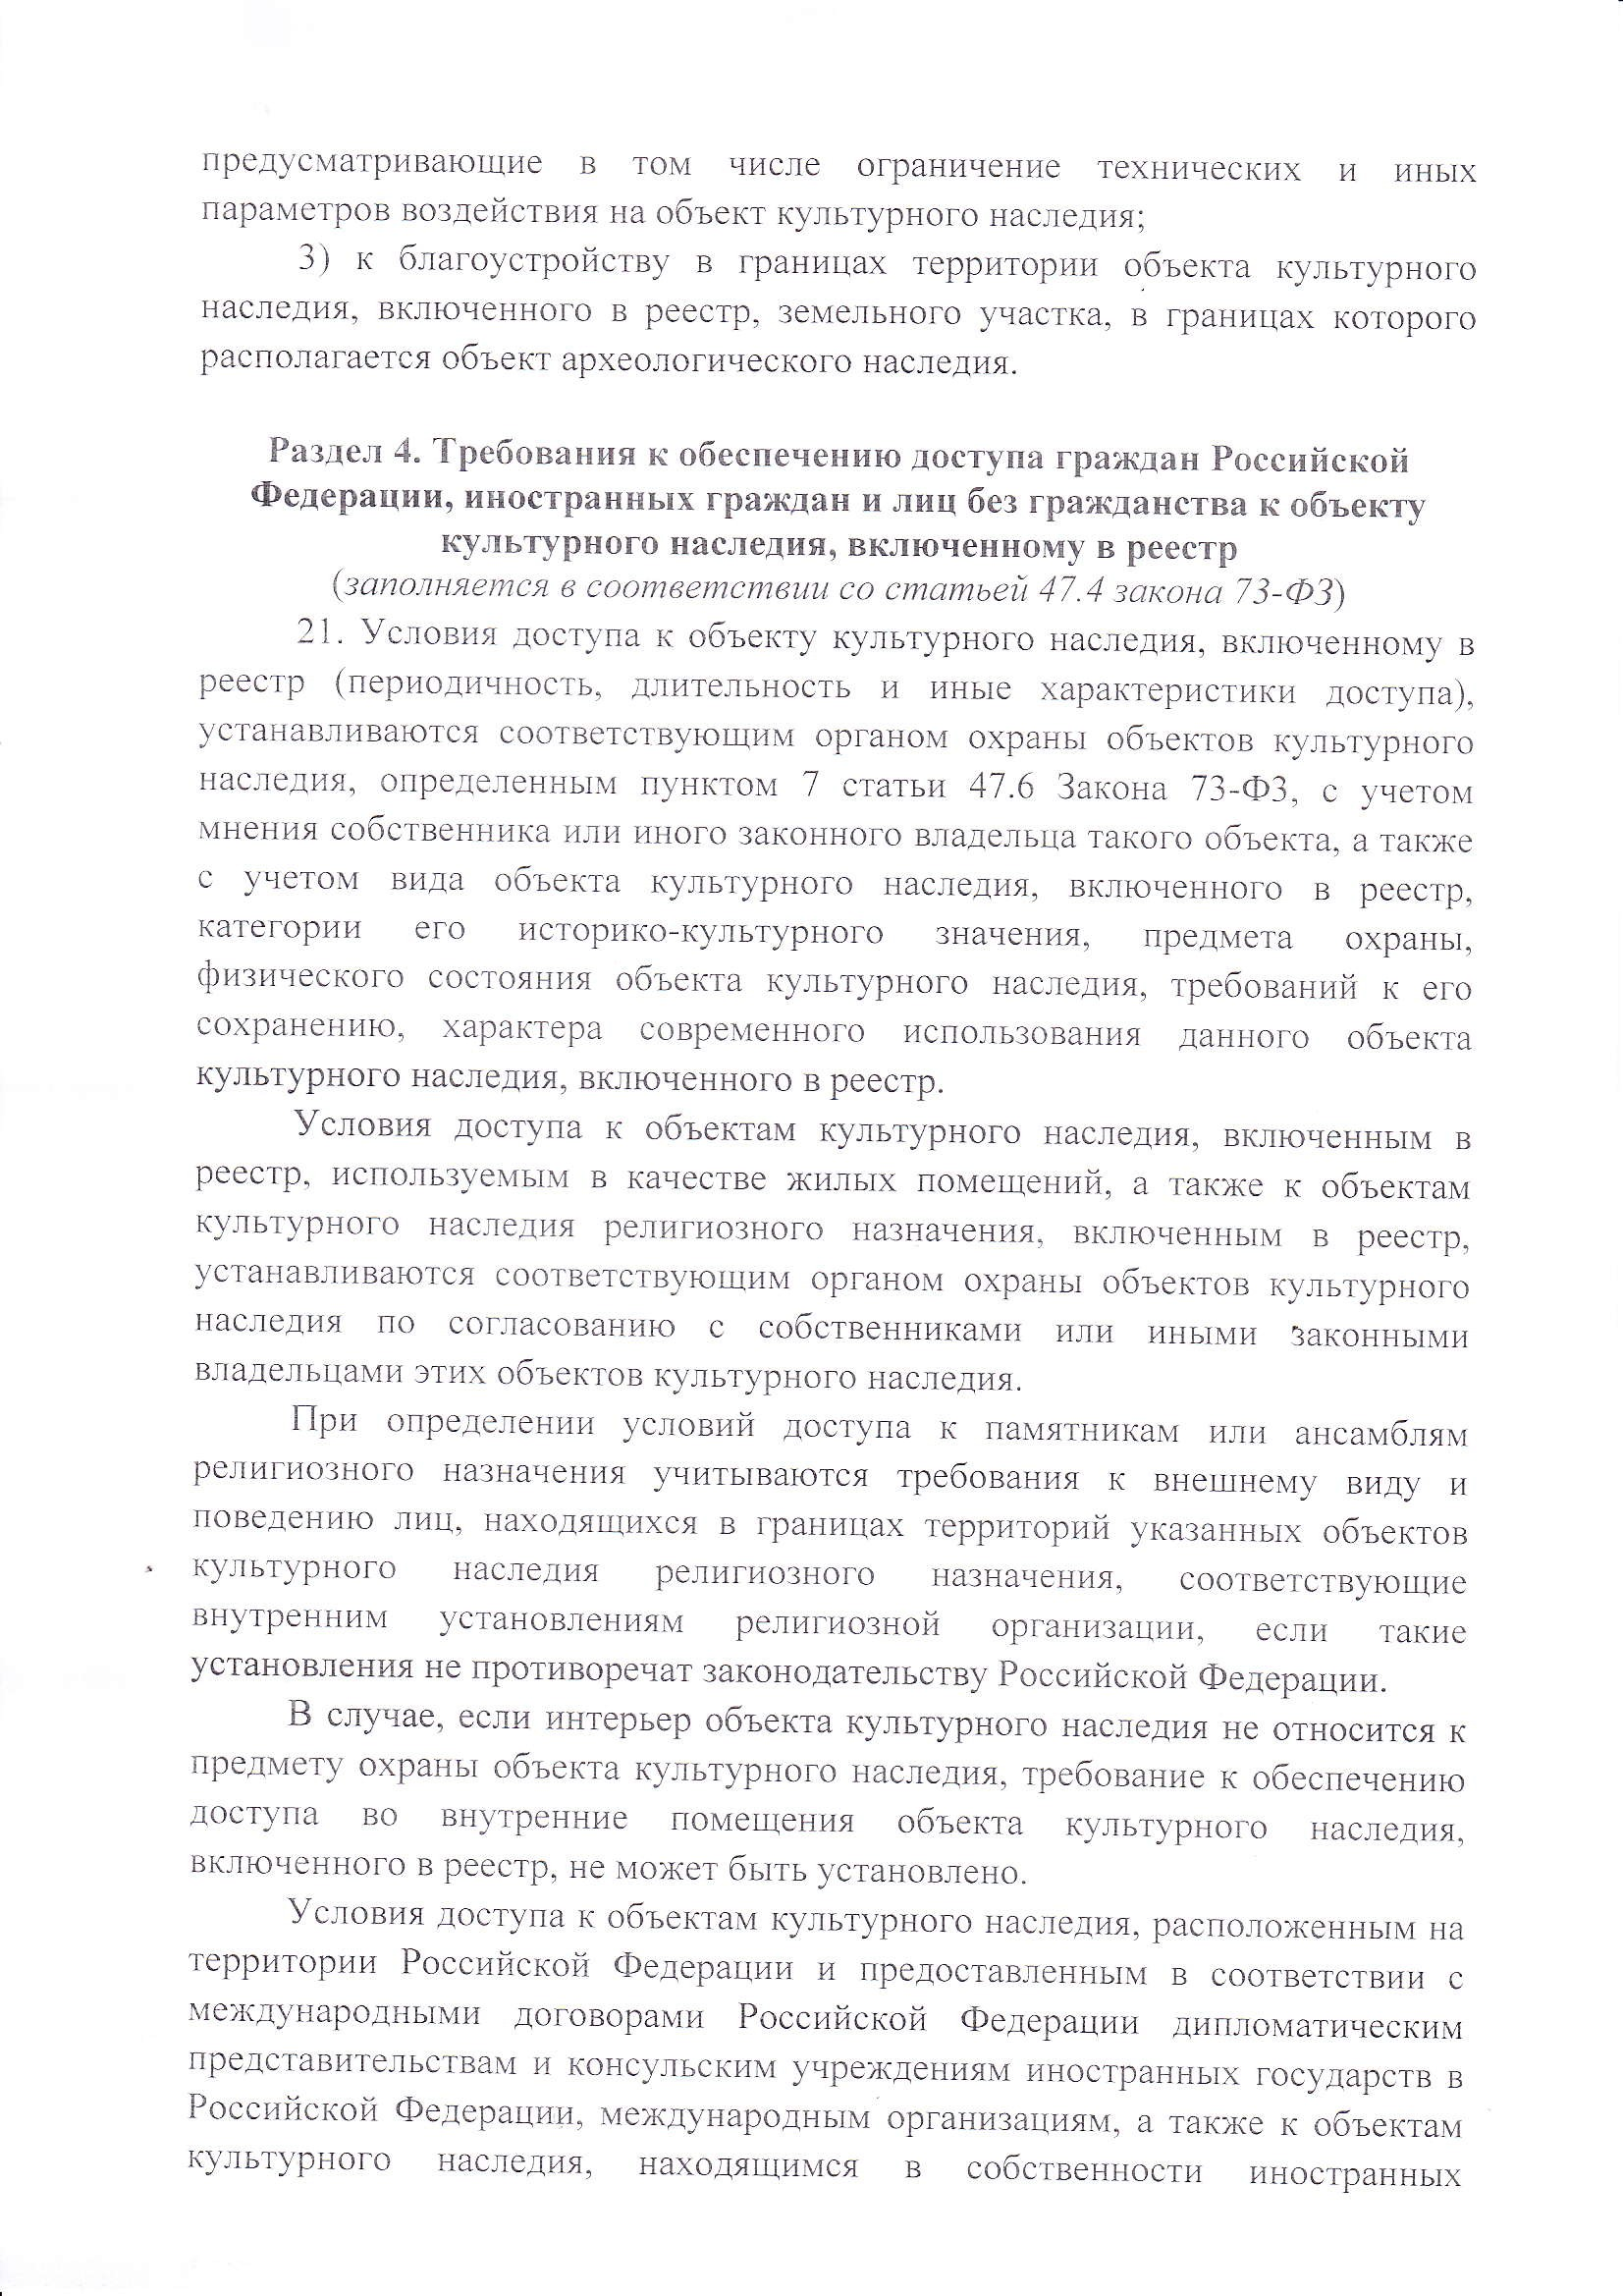 предусматривающие в том числе ограничение технических и иных
параметров воздействия на объект культурного наследия;
3) к благоустройству в границах территории объекта культурного
наследия, включенного в реестр, земельного участка, в границах которого
располагается объект археологического наследия.
Раздел 4. Требования к обеспечению доступа граждан Российской
Федерации, иностранных граждан и лиц без гражданства к объекту
культурного наследия, включенному в реестр
(заполняется в соответствии со статьей 47.4 закона 73-ФЗ)
21. Условия доступа к объекту культурного наследия, включенному в
реестр (периодичность, длительность и иные характеристики доступа),
устанавливаются соответствующим органом охраны объектов культурного
наследия, определенным пунктом 7 статьи 47.6 Закона 73-ФЗ, с учетом
мнения собственника или иного законного владельца такого объекта, а также
с учетом вида объекта культурного наследия, включенного в реестр,
категории его историко-культурного значения, предмета охраны,
физического состояния объекта культурного наследия, требований к его
сохранению, характера современного использования данного объекта
культурного наследия, включенного в реестр.
Условия доступа к объектам культурного наследия, включенным в
реестр, используемым в качестве жилых помещений, а также к объектам
культурного наследия религиозного назначения, включенным в реестр,
устанавливаются соответствующим органом охраны объектов культурного
наследия по согласованию с собственниками или иными законными
владельцами этих объектов культурного наследия.
При определении условий доступа к памятникам или ансамблям
религиозного назначения учитываются требования к внешнему виду и
поведению лиц, находящихся в границах территорий указанных объектов
культурного наследия религиозного назначения, соответствующие
внутренним установлениям религиозной организации, если такие
установления не противоречат законодательству Российской Федерации.
В случае, если интерьер объекта культурного наследия не относится к
предмету охраны объекта культурного наследия, требование к обеспечению
доступа во внутренние помещения объекта культурного наследия,
включенного в реестр, не может быть установлено.
Условия доступа к объектам культурного наследия, расположенным на
территории Российской Федерации и предоставленным в соответствии с
международными договорами Российской Федерации дипломатическим
представительствам и консульским учреждениям иностранных государств в
Российской Федерации, международным организациям, а также к объектам
культурного наследия, находящимся в собственности иностранных